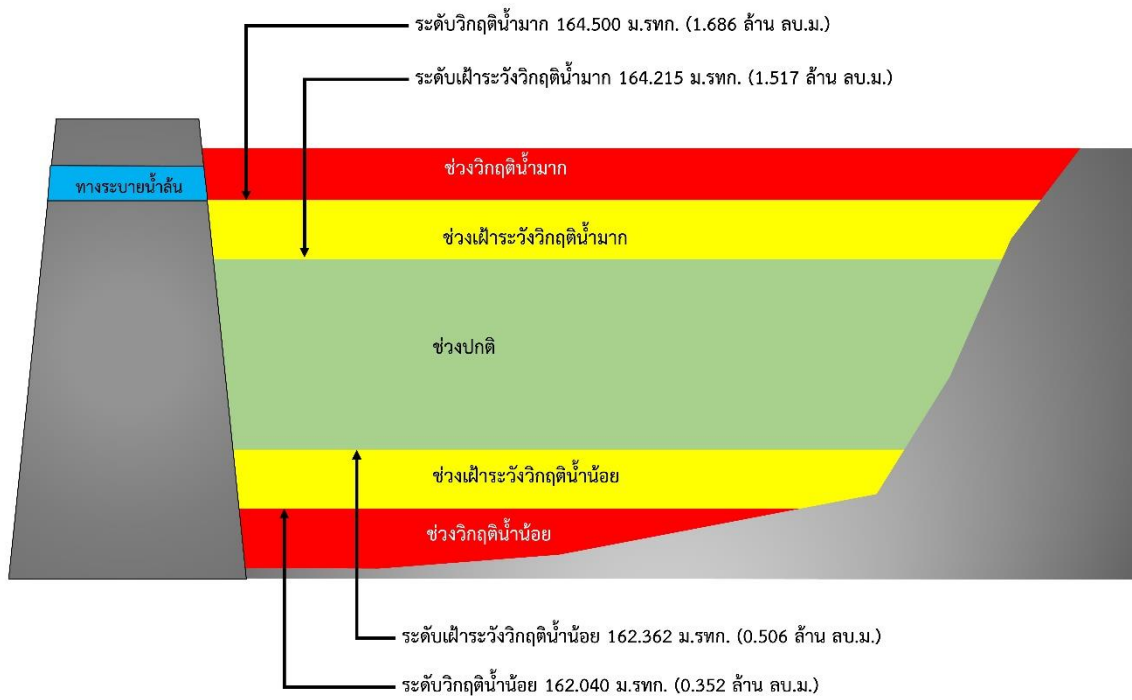 ระดับวิกฤติน้ำมาก 164.500 ม.รทก. (1.686 ล้าน ลบ.ม.)
ระดับเฝ้าระวังวิกฤติน้ำมาก 164.215 ม.รทก. (1.517 ล้าน ลบ.ม.)
ช่วงวิกฤติน้ำมาก
ทางระบายน้ำล้น
ช่วงเฝ้าระวังวิกฤติน้ำมาก
ช่วงปกติ
ช่วงเฝ้าระวังวิกฤติน้ำน้อย
ช่วงวิกฤติน้ำน้อย
ระดับเฝ้าระวังวิกฤติน้ำน้อย 162.362 ม.รทก. (0.506 ล้าน ลบ.ม.)
ระดับวิกฤติน้ำน้อย 162.040 ม.รทก. (0.352 ล้าน ลบ.ม.)